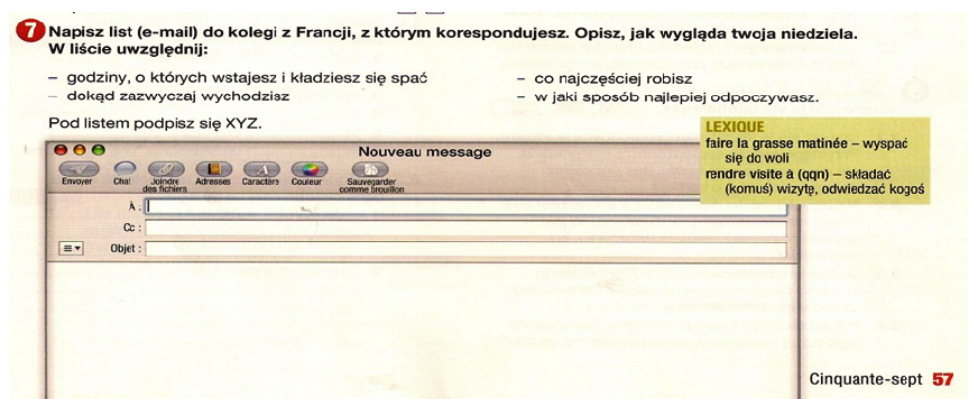 7 Napisz list (e-mail) do kolegi z Francji, z którym korespondujesz. Opisz, jak wygląda twoja niedziela.
W liście uwzględnij:
– godziny, o których wstajesz i kładziesz się spać
– dokąd zazwyczaj wychodzisz
– co najczęściej robisz
– w jaki sposób najlepiej odpoczywasz.
Pod listem podpisz się XYZ.
LEXIQUE
faire la grasse matinée – wyspać
się do woli
rendre visite à (qqn) – składać
(komuś) wizytę, odwiedzać kogoś
Nouveau message
Envoyer Chat Joindre des fichiers Adresses Caractèrs Couleur Sauvegarder comme brouillon
À :
Cc :
Objet :
Cinquante-sept 57